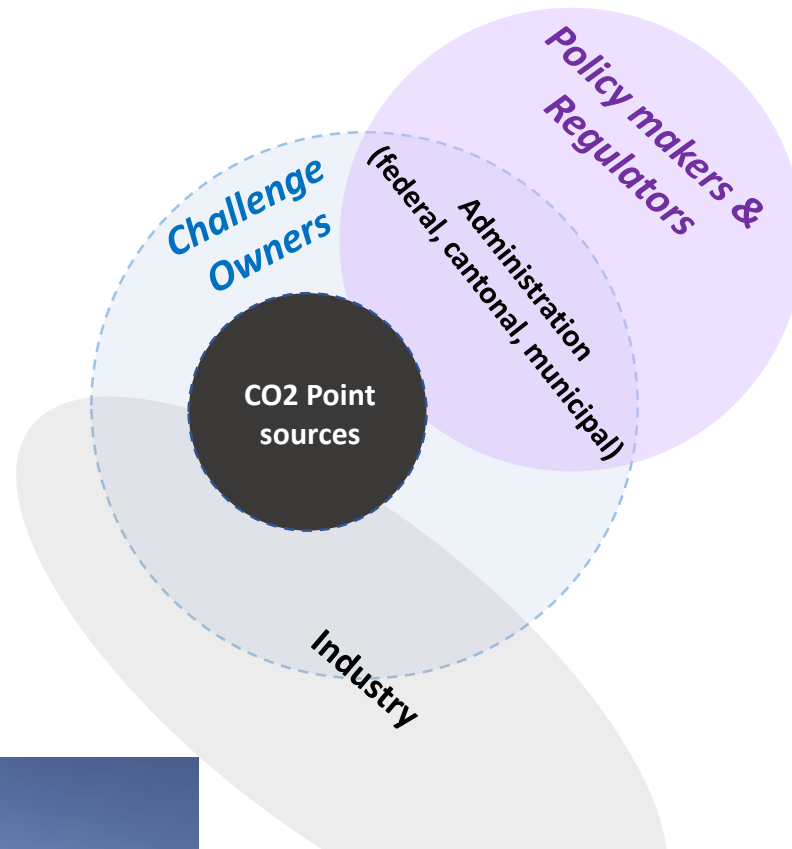 Policy makers &
Regulators
Challenge
Owners
Administration
(federal, cantonal, municipal)
CO2 Point
sources
Industry